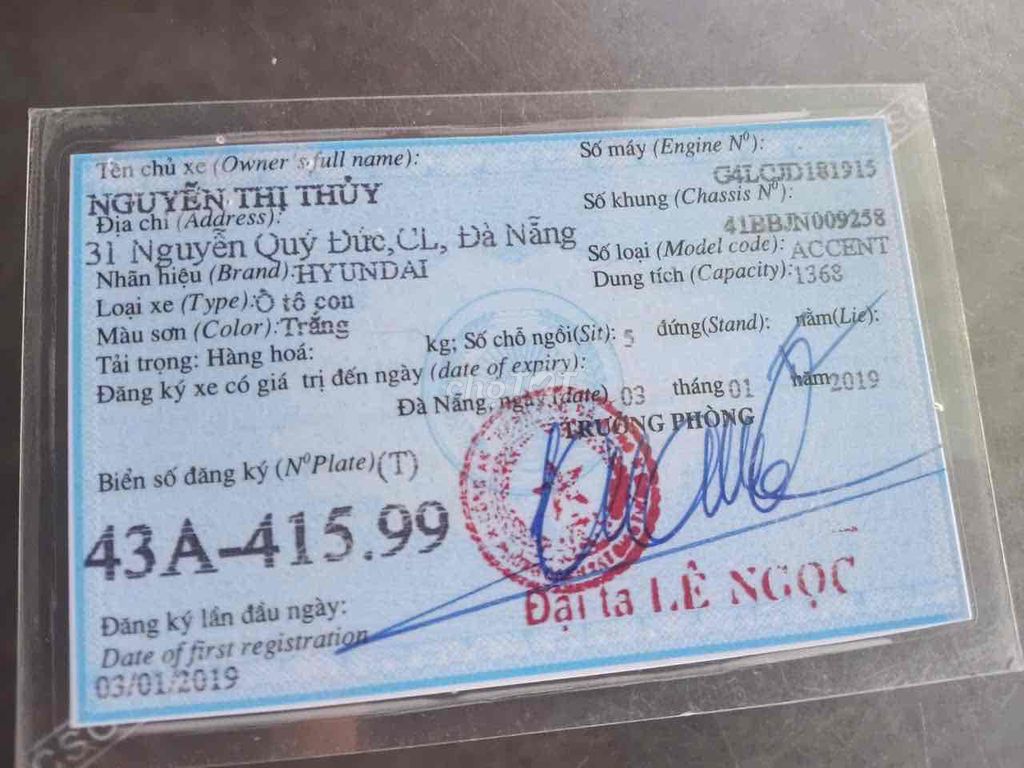 Tên chủ xe (Owner's full name):
NGUYỄN THỊ THỦY
Địa chỉ (Address):
31 Nguyễn Quý Đức,CL, Đà Nẵng
Nhãn hiệu (Brand):HYUNDAI
Loại xe (Type):Ô tô con
Màu sơn (Color):Trắng
Tải trọng: Hàng hoá:
Số máy (Engine Nº):
G4LCJD181915
Số khung (Chassis Nº):
41BBJN009258
Số loại (Model code): ACCENT
Dung tích (Capacity):1368
kg; Số chỗ ngồi(Sit): 5 đứng(Stand): nằm(Lie):
Đăng ký xe có giá trị đến ngày (date of expiry):
Đà Nẵng, ngày (date) 03 tháng 01 năm 2019
TRƯỞNG PHÒNG
Biển số đăng ký (NºPlate)(T)
43A-415.99
Đại tá LÊ NGỌC
Đăng ký lần đầu ngày:
Date of first registration
03/01/2019
chợTỐT